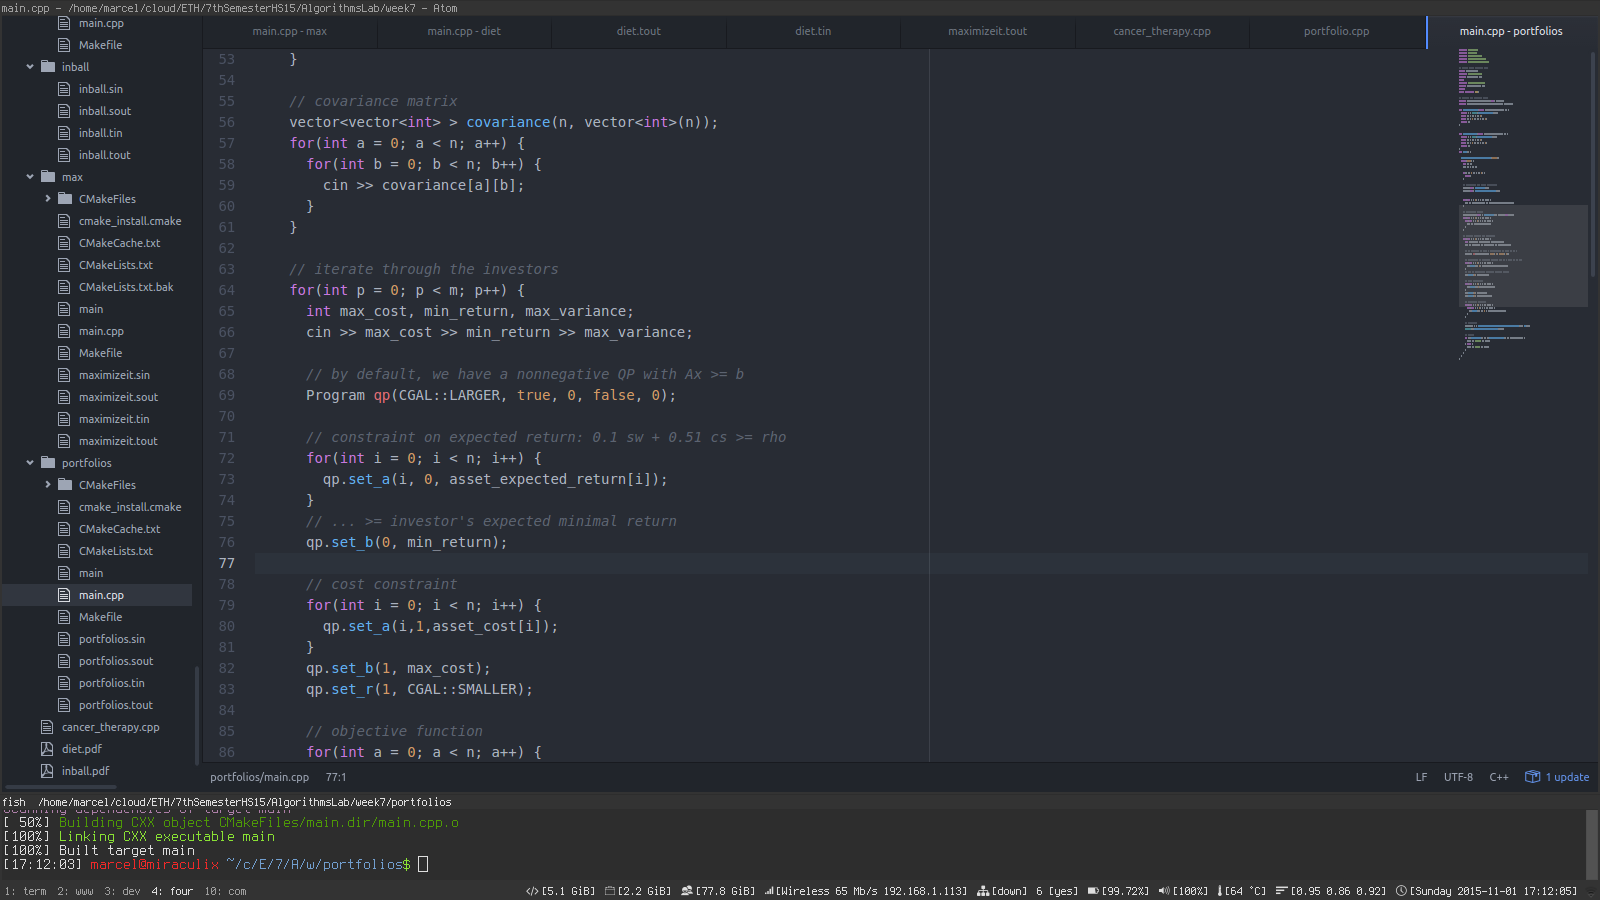 main.cpp - /home/marcel/cloud/ETH/7thSemesterHS15/AlgorithmsLab/week7 - Atom
main.cpp
Makefile
inball
inball.sin
inball.sout
inball.tin
inball.tout
max
CMakeFiles
cmake_install.cmake
CMakeCache.txt
CMakeLists.txt
CMakeLists.txt.bak
main
main.cpp
Makefile
maximizeit.sin
maximizeit.sout
maximizeit.tin
maximizeit.tout
portfolios
CMakeFiles
cmake_install.cmake
CMakeCache.txt
CMakeLists.txt
main
main.cpp
Makefile
portfolios.sin
portfolios.sout
portfolios.tin
portfolios.tout
cancer_therapy.cpp
diet.pdf
inball.pdf
main.cpp - max main.cpp - diet diet.tout diet.tin maximizeit.tout cancer_therapy.cpp portfolio.cpp main.cpp - portfolios
53 }
54
55 // covariance matrix
56 vector<vector<int> > covariance(n, vector<int>(n));
57 for(int a = 0; a < n; a++) {
58 for(int b = 0; b < n; b++) {
59 cin >> covariance[a][b];
60 }
61 }
62
63 // iterate through the investors
64 for(int p = 0; p < m; p++) {
65 int max_cost, min_return, max_variance;
66 cin >> max_cost >> min_return >> max_variance;
67
68 // by default, we have a nonnegative QP with Ax >= b
69 Program qp(CGAL::LARGER, true, 0, false, 0);
70
71 // constraint on expected return: 0.1 sw + 0.51 cs >= rho
72 for(int i = 0; i < n; i++) {
73 qp.set_a(i, 0, asset_expected_return[i]);
74 }
75 // ... >= investor's expected minimal return
76 qp.set_b(0, min_return);
77
78 // cost constraint
79 for(int i = 0; i < n; i++) {
80 qp.set_a(i,1,asset_cost[i]);
81 }
82 qp.set_b(1, max_cost);
83 qp.set_r(1, CGAL::SMALLER);
84
85 // objective function
86 for(int a = 0; a < n; a++) {
portfolios/main.cpp 77:1 LF UTF-8 C++ 1 update
fish /home/marcel/cloud/ETH/7thSemesterHS15/AlgorithmsLab/week7/portfolios
Scanning dependencies of target main
[ 50%] Building CXX object CMakeFiles/main.dir/main.cpp.o
[100%] Linking CXX executable main
[100%] Built target main
[17:12:03] marcel@miraculix ~/c/E/7/A/w/portfolios$
1: term 2: www 3: dev 4: four 10: com [5.1 GiB] [2.2 GiB] [77.8 GiB] [Wireless 65 Mb/s 192.168.1.113] [down] 6 [yes] [99.72%] [100%] [64 °C] [0.95 0.86 0.92] [Sunday 2015-11-01 17:12:05]